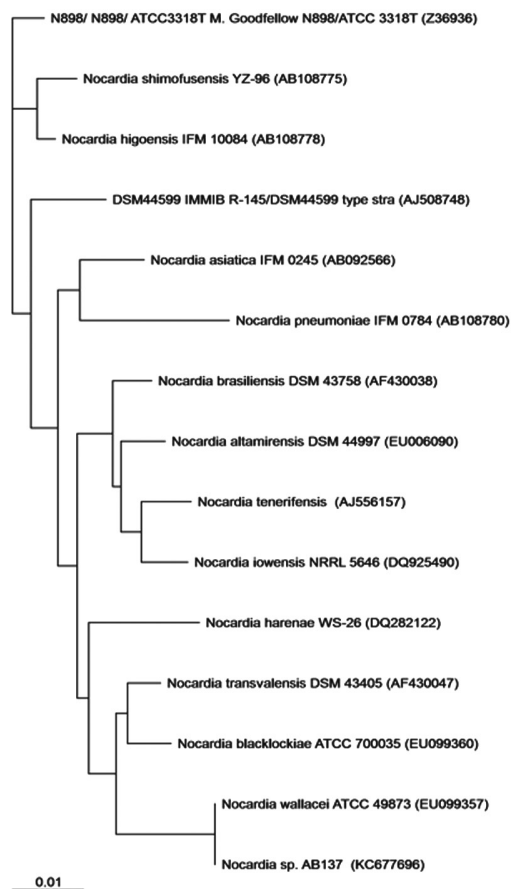 N898/ N898/ ATCC3318T M. Goodfellow N898/ATCC 3318T (Z36936)
Nocardia shimofusensis YZ-96 (AB108775)
Nocardia higoensis IFM 10084 (AB108778)
DSM44599 IMMIB R-145/DSM44599 type stra (AJ508748)
Nocardia asiatica IFM 0245 (AB092566)
Nocardia pneumoniae IFM 0784 (AB108780)
Nocardia brasiliensis DSM 43758 (AF430038)
Nocardia altamirensis DSM 44997 (EU006090)
Nocardia tenerifensis (AJ556157)
Nocardia iowensis NRRL 5646 (DQ925490)
Nocardia harenae WS-26 (DQ282122)
Nocardia transvalensis DSM 43405 (AF430047)
Nocardia blacklockiae ATCC 700035 (EU099360)
Nocardia wallacei ATCC 49873 (EU099357)
Nocardia sp. AB137 (KC677696)
0.01